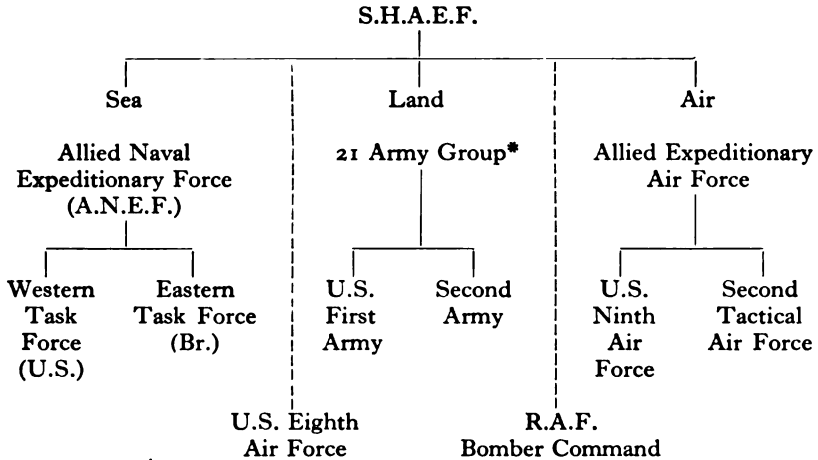 S.H.A.E.F.
Sea
Land
Air
Allied Naval
Expeditionary Force
(A.N.E.F.)
21 Army Group*
Allied Expeditionary
Air Force
Western
Task
Force
(U.S.)
Eastern
Task Force
(Br.)
U.S.
First
Army
Second
Army
U.S.
Ninth
Air
Force
Second
Tactical
Air Force
U.S. Eighth
Air Force
R.A.F.
Bomber Command